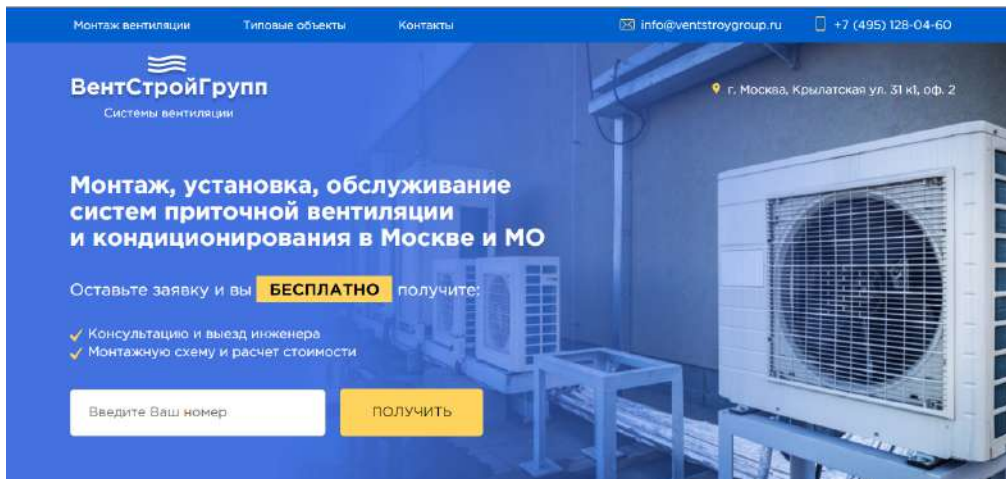 Монтаж вентиляции Типовые объекты Контакты info@ventstroygroup.ru +7 (495) 128-04-60
ВентСтройГрупп
Системы вентиляции
г. Москва, Крылатская ул. 31 к1, оф. 2
Монтаж, установка, обслуживание
систем приточной вентиляции
и кондиционирования в Москве и МО
Оставьте заявку и вы БЕСПЛАТНО получите:
Консультацию и выезд инженера
Монтажную схему и расчет стоимости
Введите Ваш номер ПОЛУЧИТЬ